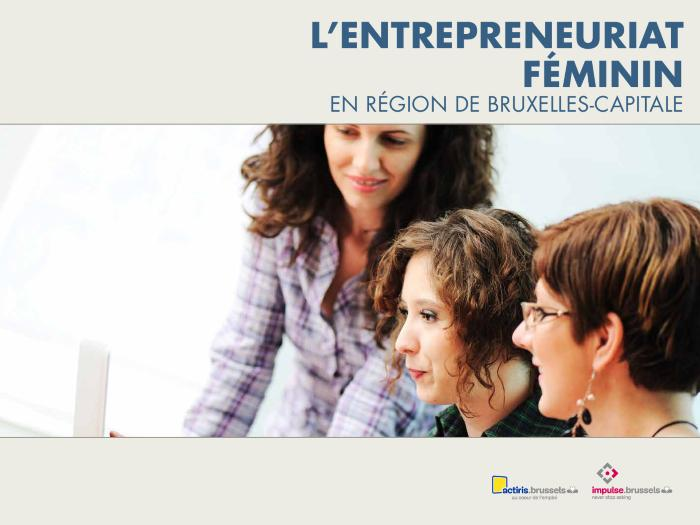 L'ENTREPRENEURIAT
FÉMININ
EN RÉGION DE BRUXELLES-CAPITALE
actiris.brussels
au coeur de l'emploi
impulse.brussels
never stop asking